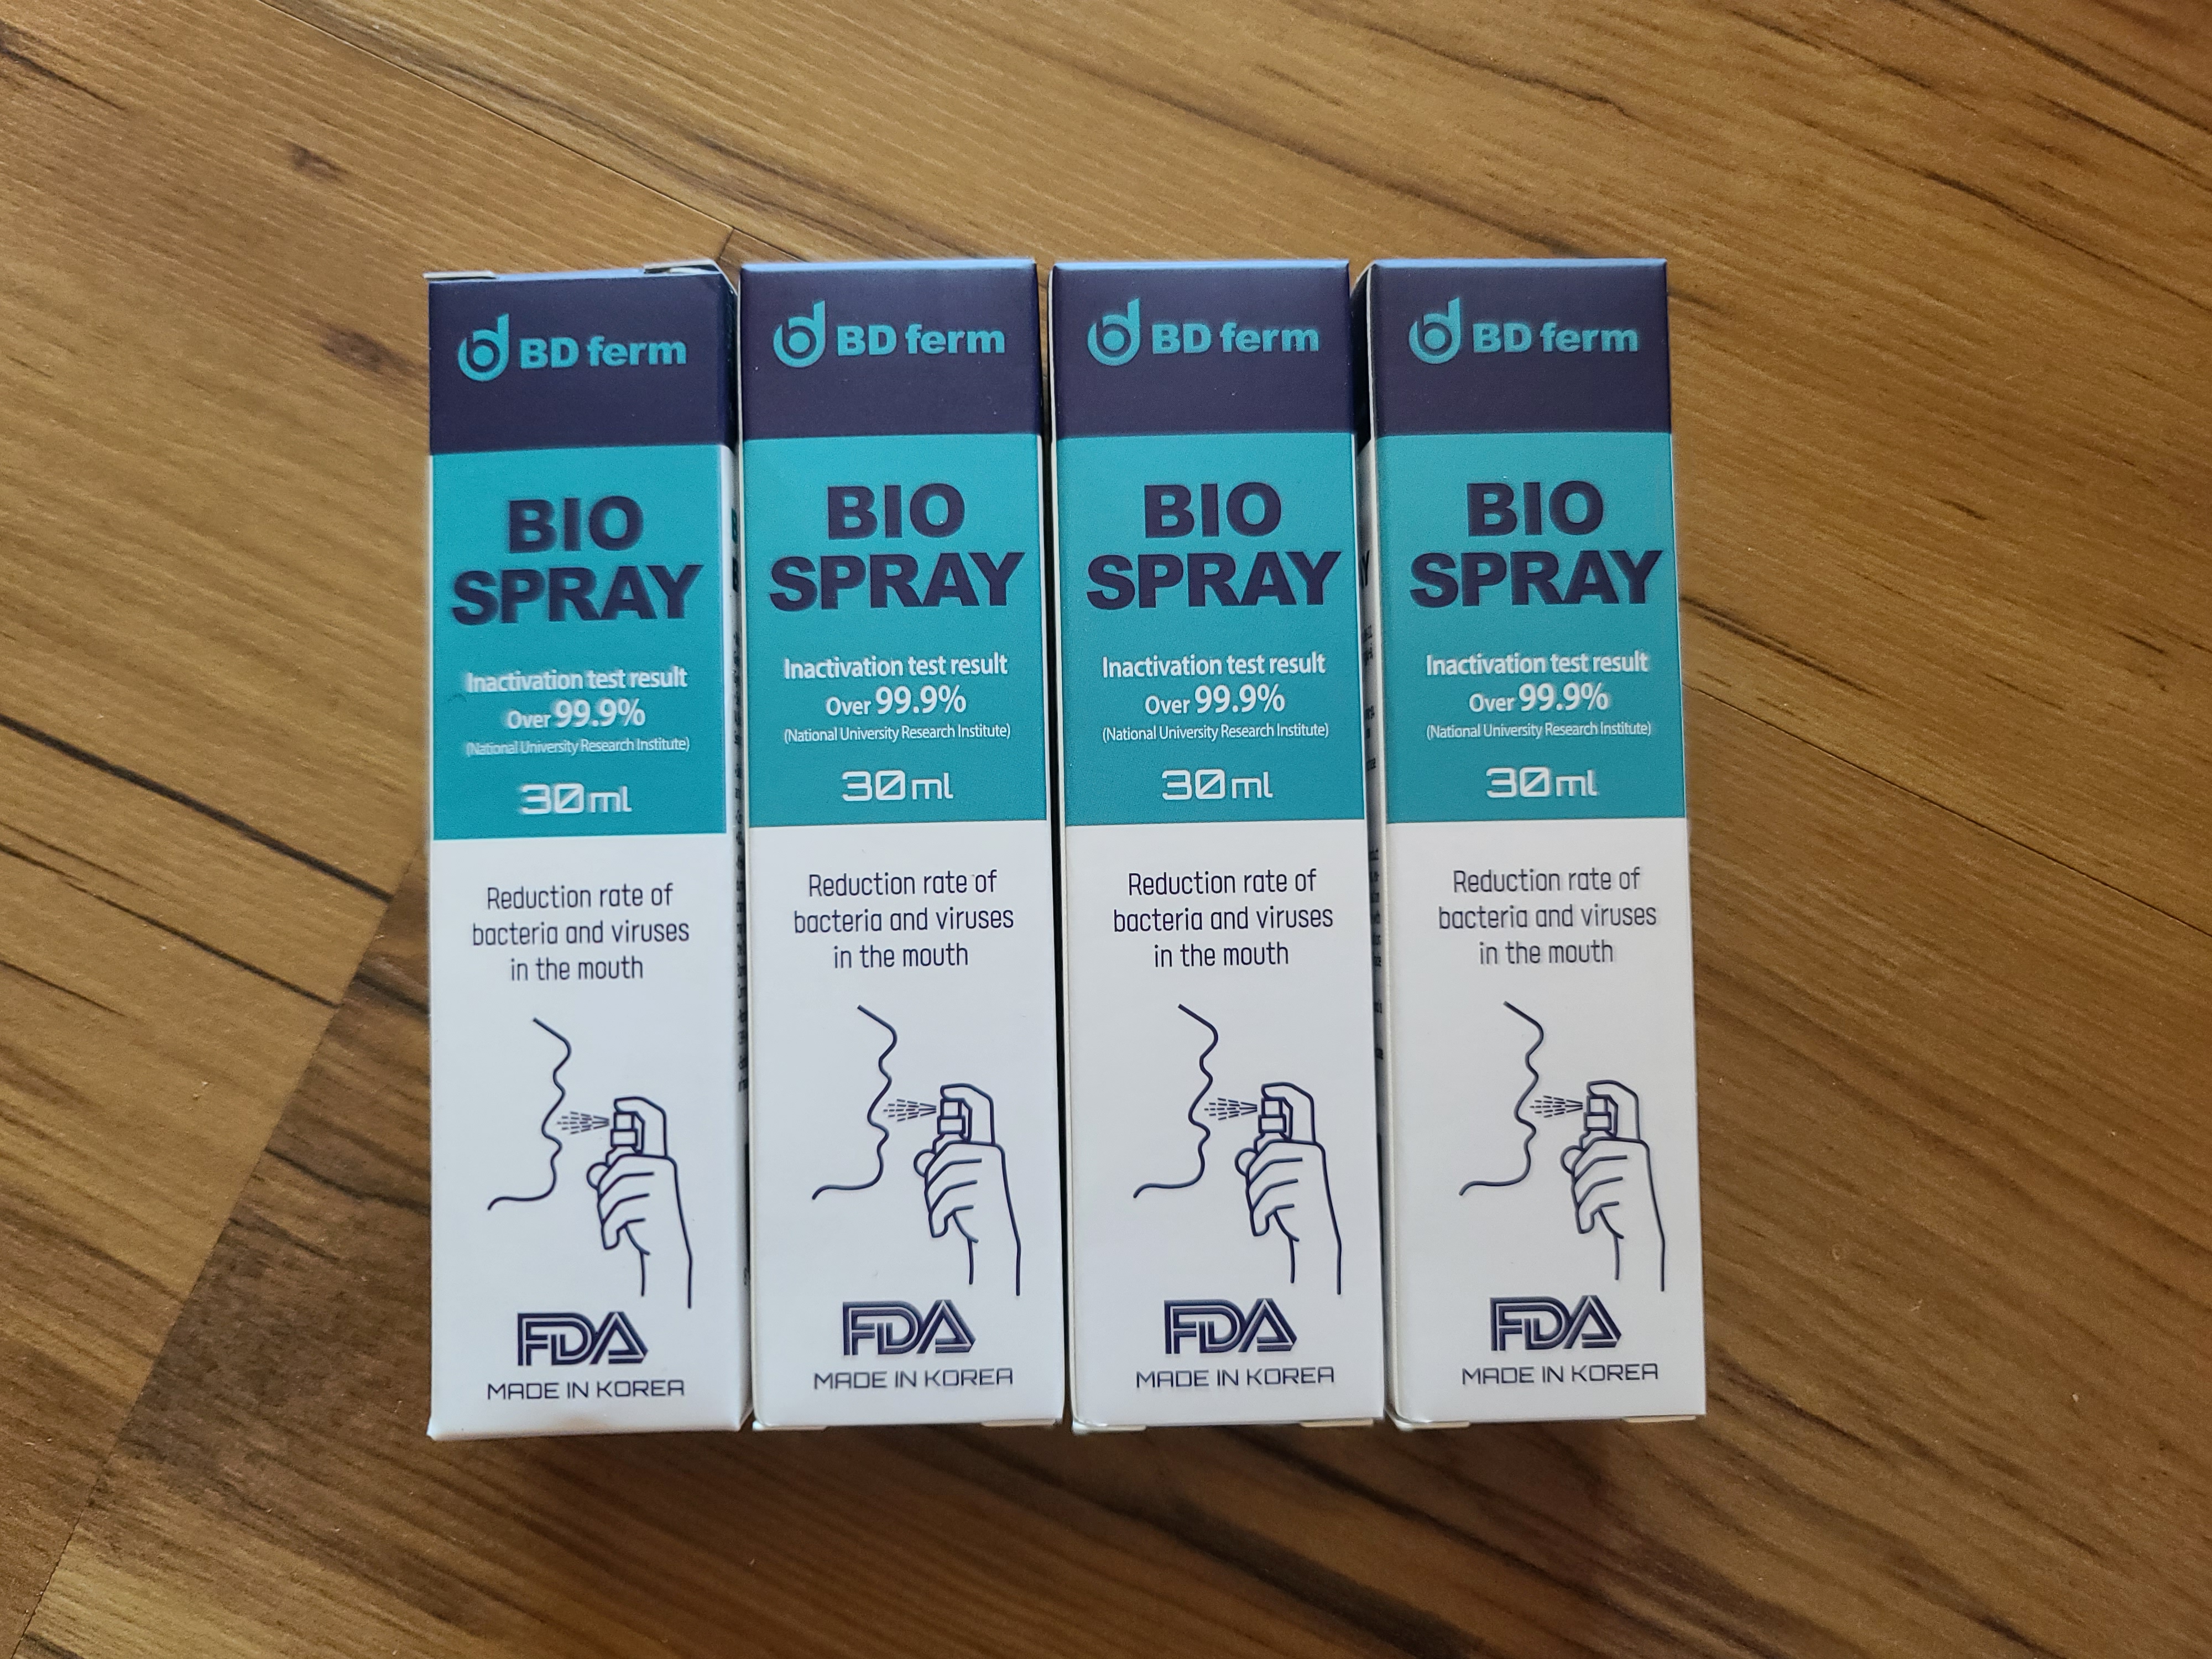 BD ferm
BIO
SPRAY
Inactivation test result
Over 99.9%
(National University Research Institute)
30ml
Reduction rate of
bacteria and viruses
in the mouth
FDA
MADE IN KOREA
BD ferm
BIO
SPRAY
Inactivation test result
Over 99.9%
(National University Research Institute)
30ml
Reduction rate of
bacteria and viruses
in the mouth
FDA
MADE IN KOREA
BD ferm
BIO
SPRAY
Inactivation test result
Over 99.9%
(National University Research Institute)
30ml
Reduction rate of
bacteria and viruses
in the mouth
FDA
MADE IN KOREA
BD ferm
BIO
SPRAY
Inactivation test result
Over 99.9%
(National University Research Institute)
30ml
Reduction rate of
bacteria and viruses
in the mouth
FDA
MADE IN KOREA